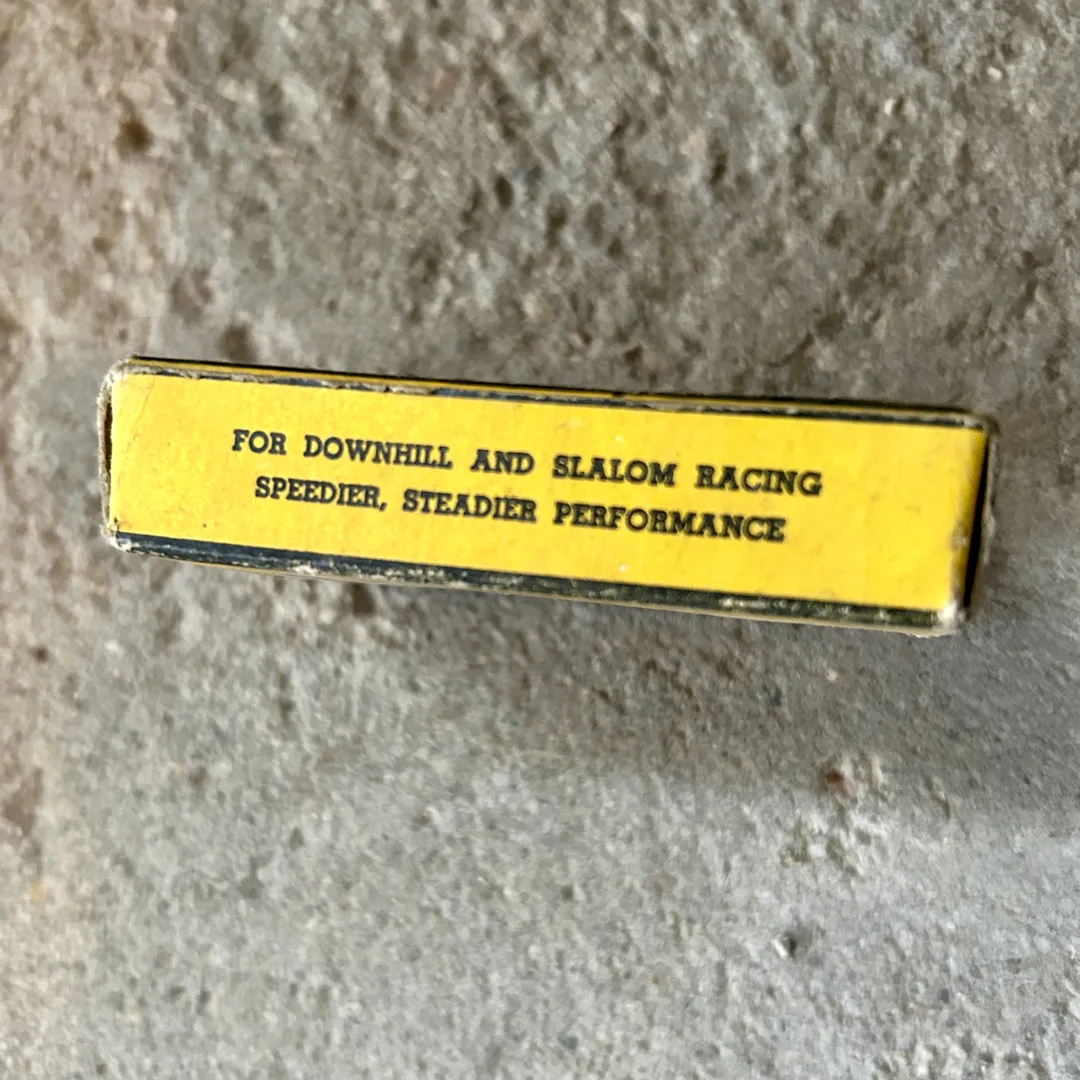 FOR DOWNHILL AND SLALOM RACING
SPEEDIER, STEADIER PERFORMANCE